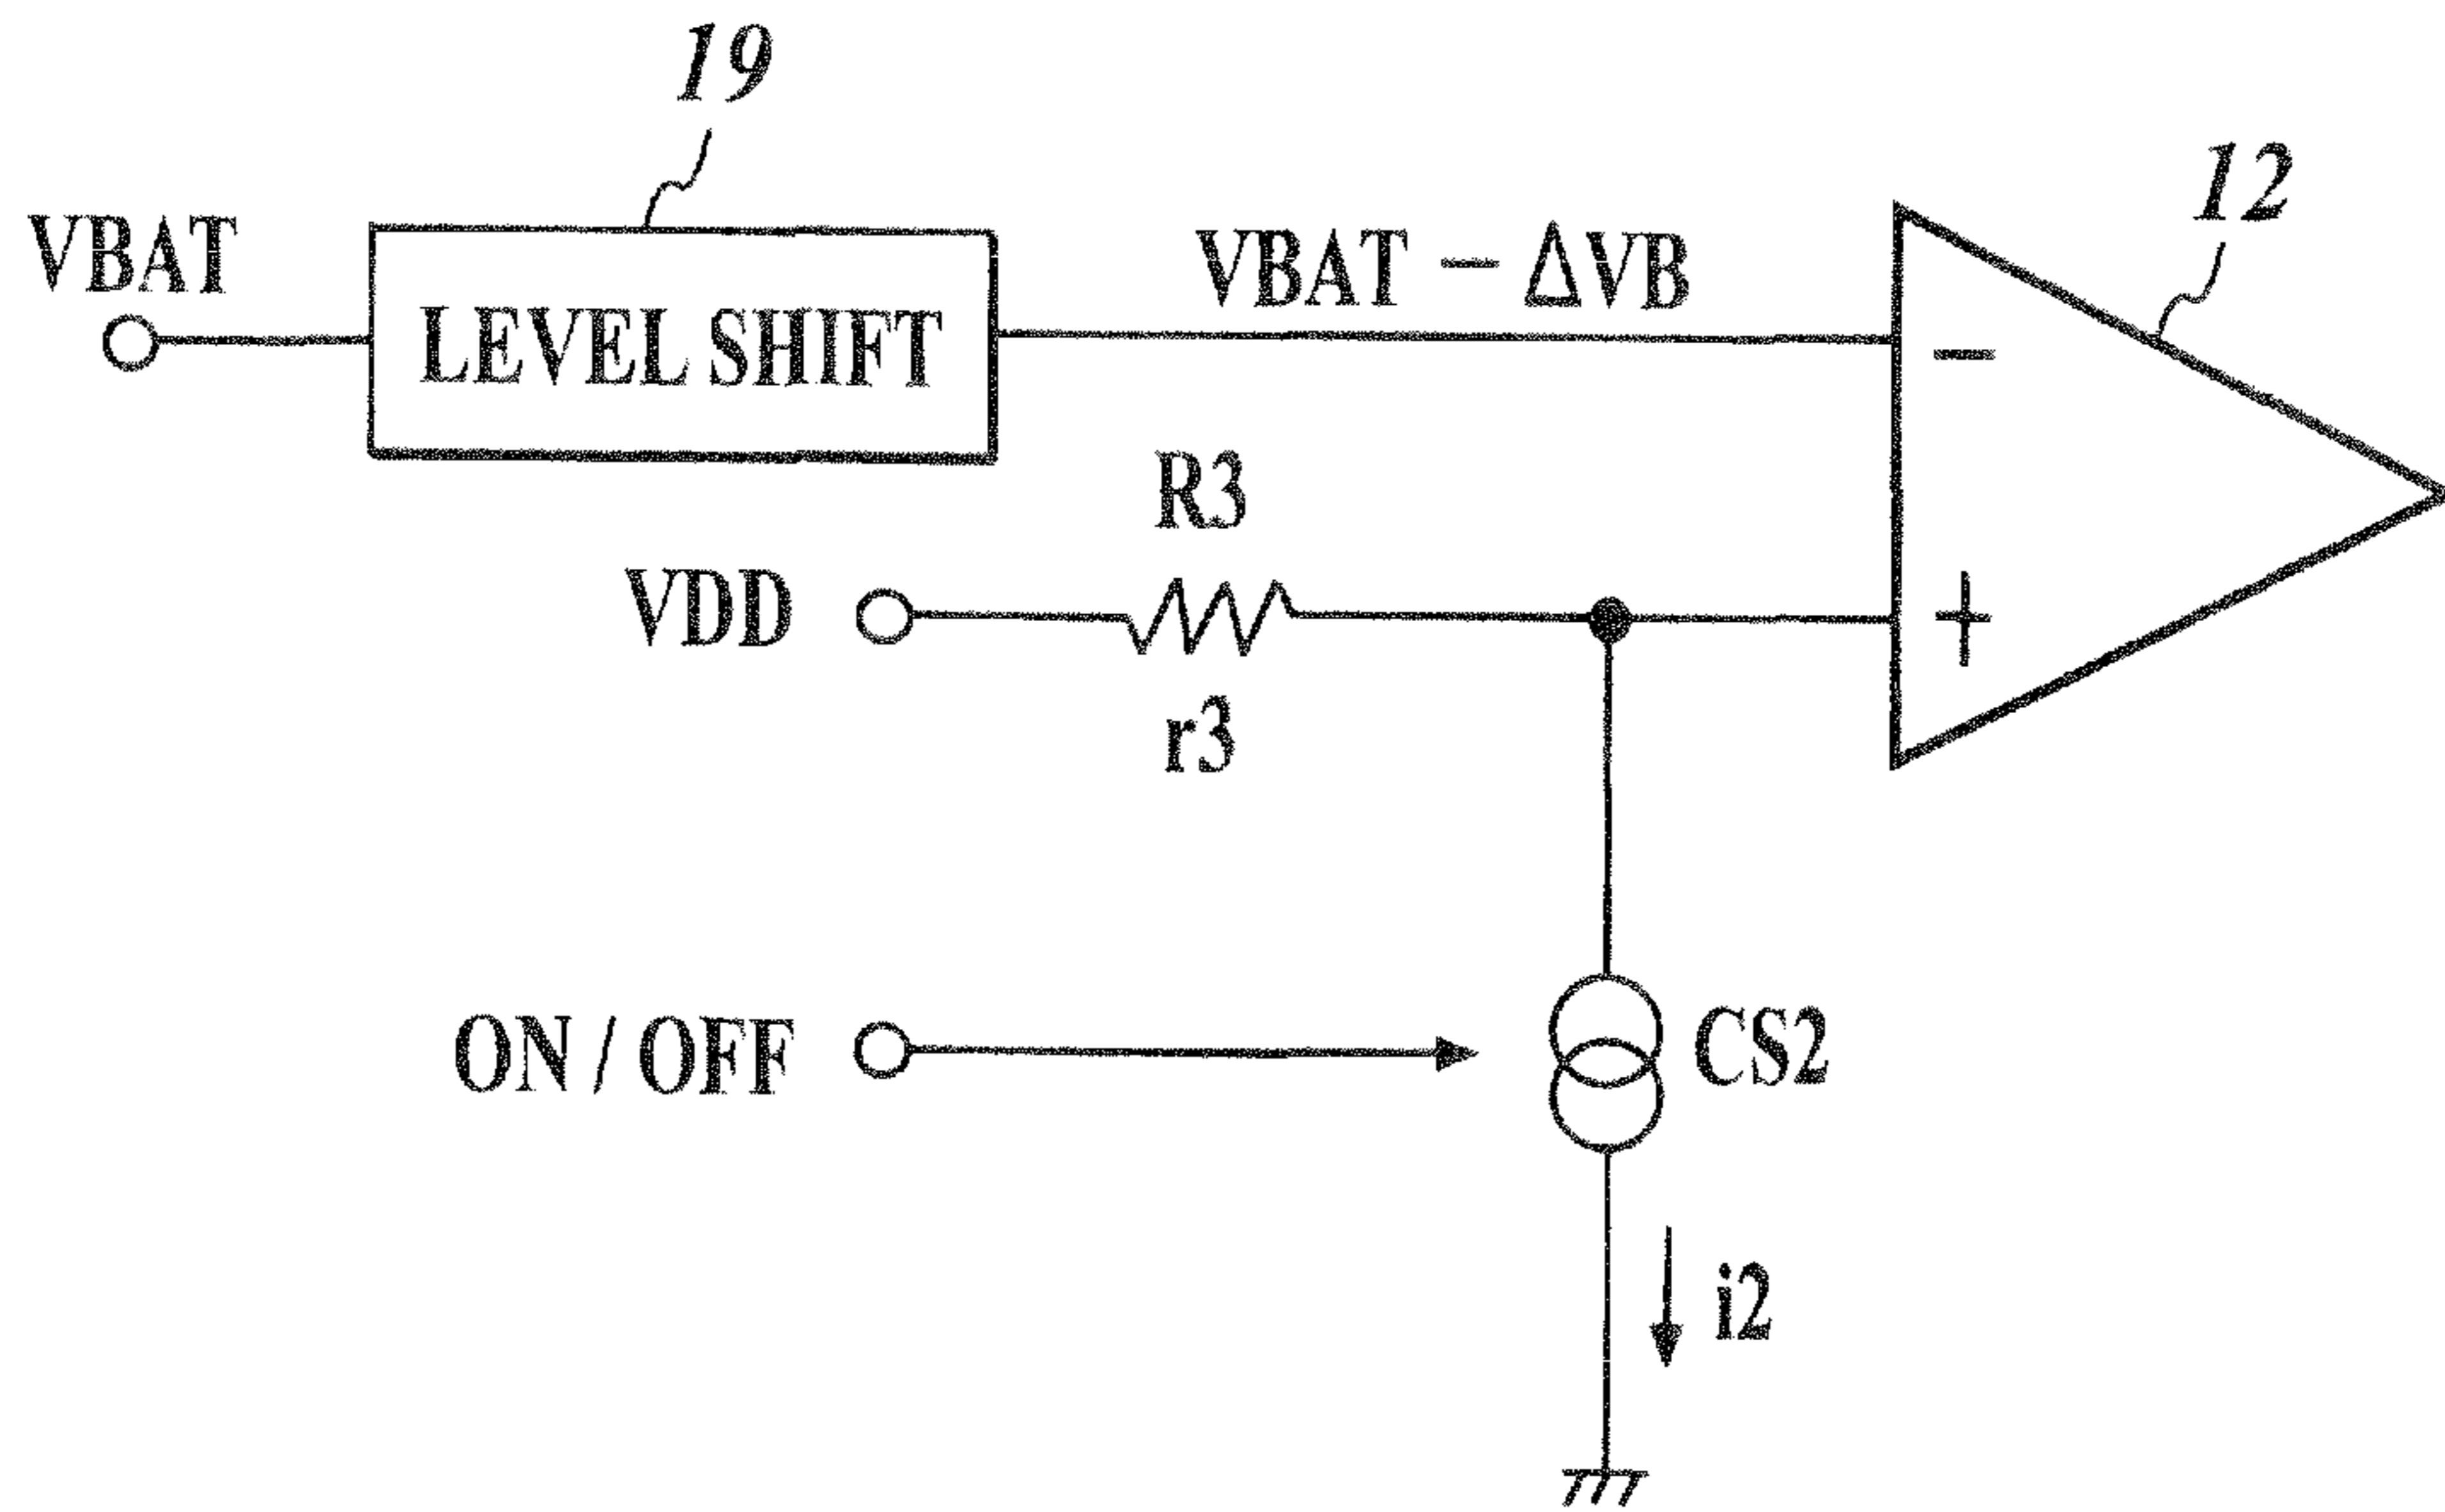 19
12
VBAT
LEVEL SHIFT
VBAT − ΔVB
−
R3
VDD
+
r3
ON / OFF
CS2
i2